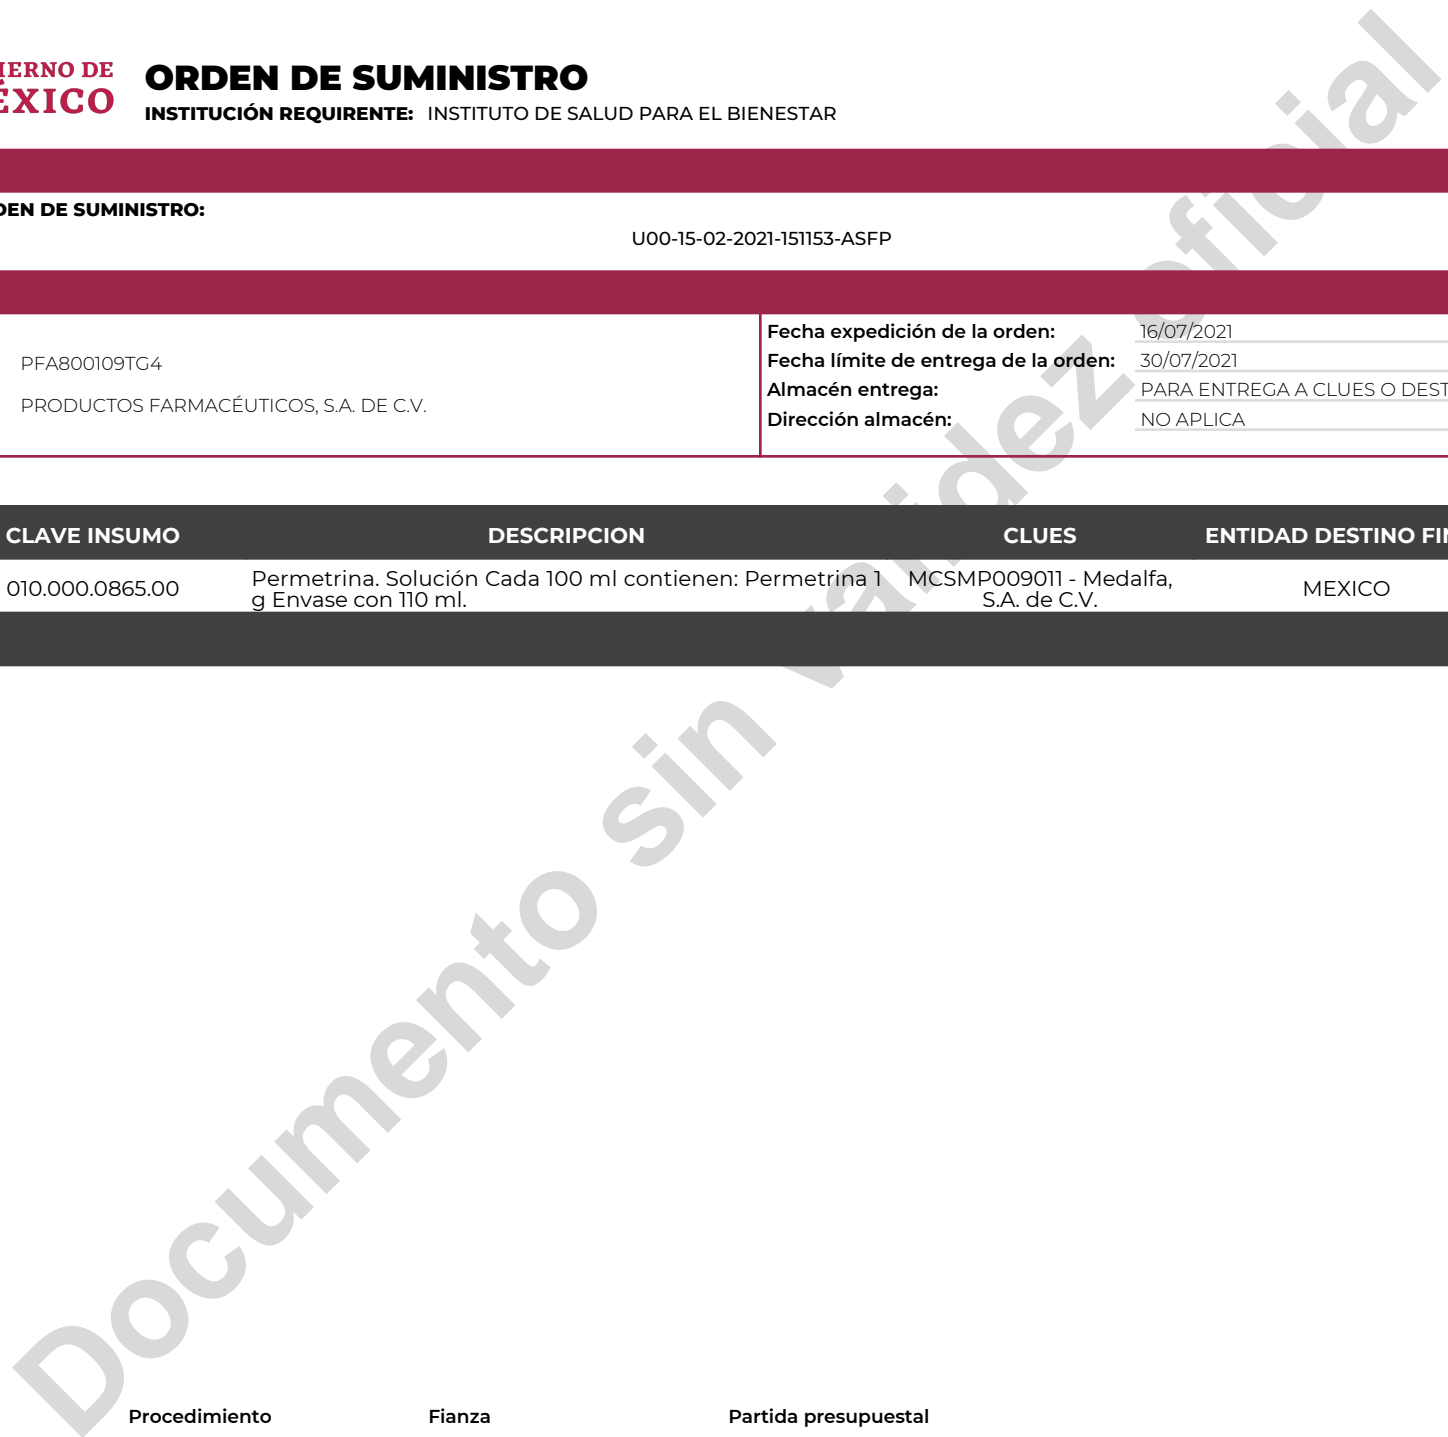 IERNO DE
ÉXICO
ORDEN DE SUMINISTRO
INSTITUCIÓN REQUIRENTE: INSTITUTO DE SALUD PARA EL BIENESTAR
DEN DE SUMINISTRO:
U00-15-02-2021-151153-ASFP
PFA800109TG4
PRODUCTOS FARMACÉUTICOS, S.A. DE C.V.
Fecha expedición de la orden: 16/07/2021
Fecha límite de entrega de la orden: 30/07/2021
Almacén entrega: PARA ENTREGA A CLUES O DEST
Dirección almacén: NO APLICA
CLAVE INSUMO DESCRIPCION CLUES ENTIDAD DESTINO FIN
010.000.0865.00 Permetrina. Solución Cada 100 ml contienen: Permetrina 1 MCSMP009011 - Medalfa, MEXICO
g Envase con 110 ml. S.A. de C.V.
Documento sin validez oficial
Procedimiento Fianza Partida presupuestal